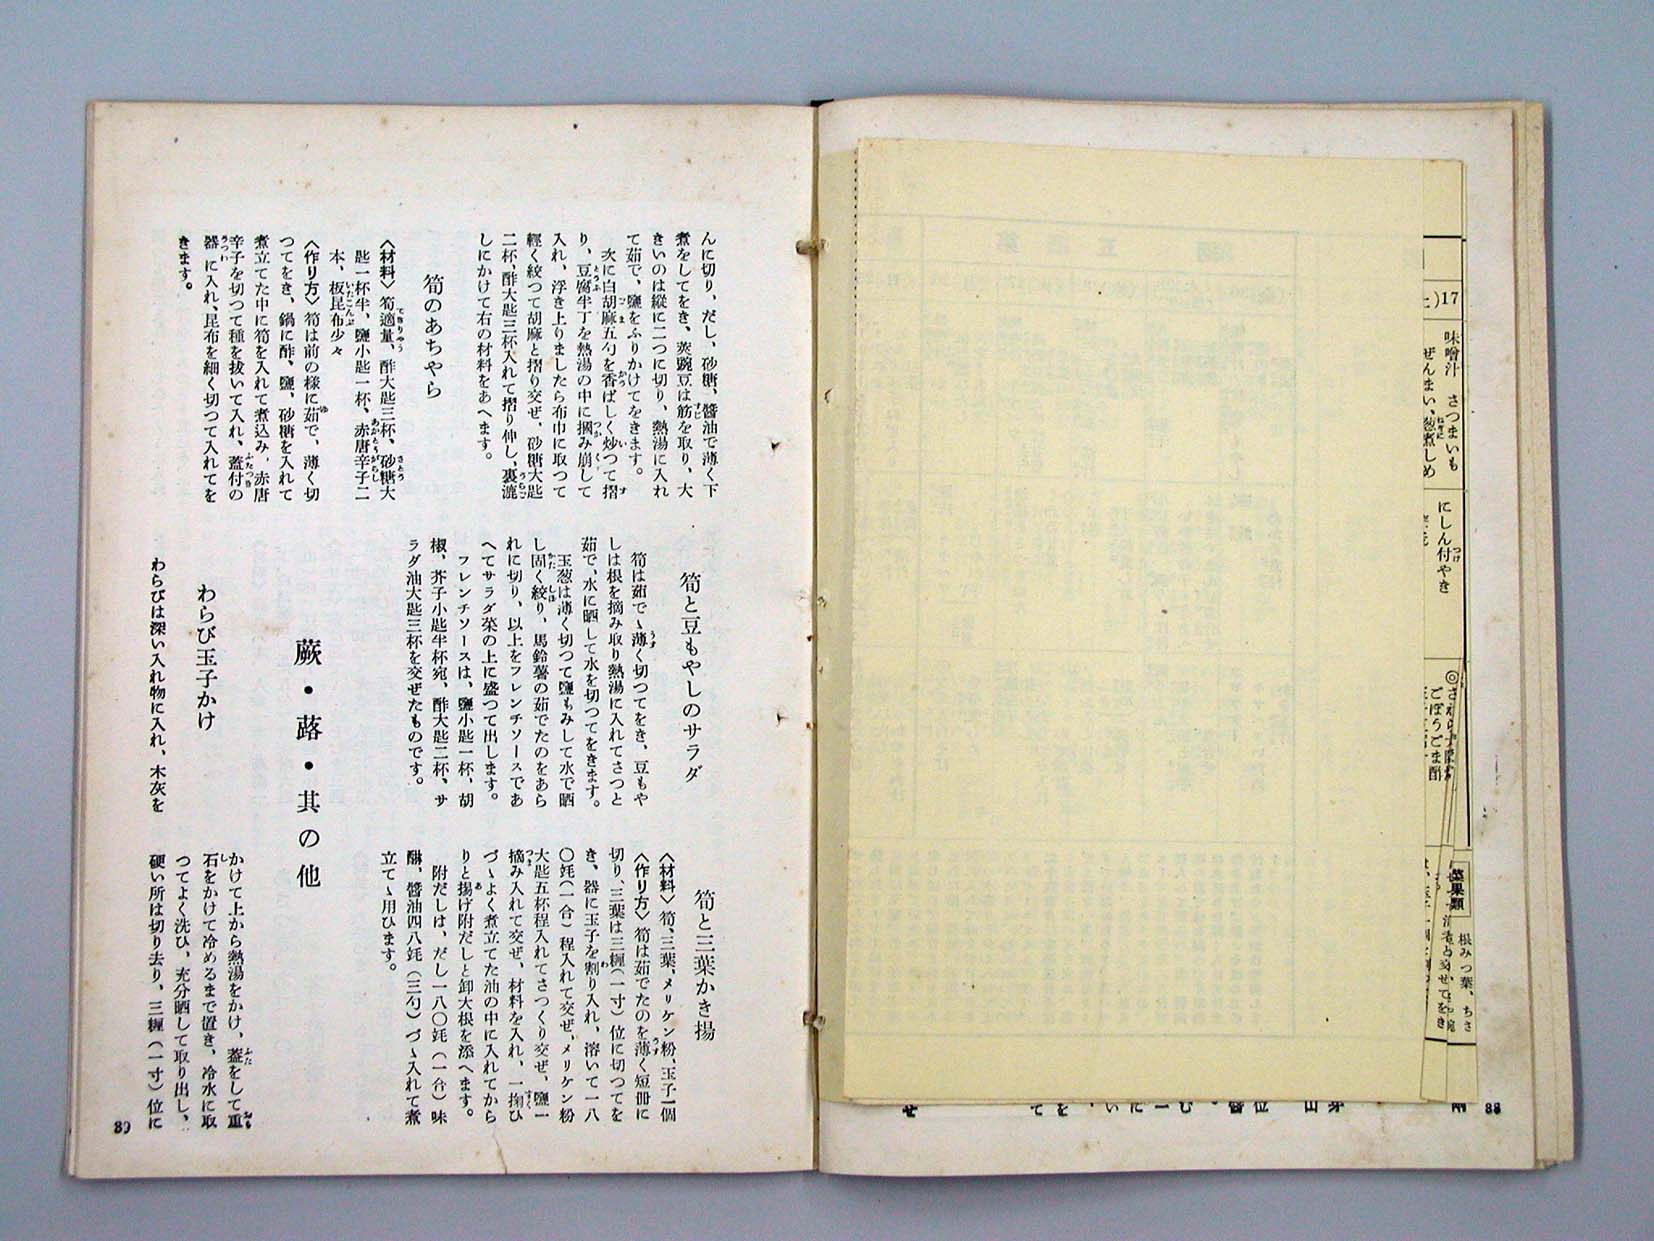 んに切り、だし、砂糖、醬油で薄く下
煮をしてをき、莢豌豆は筋を取り、大
きいのは縱に二つに切り、熱湯に入れ
て茹で、鹽をふりかけてをきます。
次に白胡麻五勺を香ばしく炒つて摺
り、豆腐半丁を熱湯の中に摑み崩して
入れ、浮き上りましたら布巾に取つて
輕く絞つて胡麻と摺り交ぜ、砂糖大匙
二杯、酢大匙三杯入れて摺り伸し、裏漉
しにかけて右の材料をあへます。
筍のあちやら
〈材料〉筍適量、酢大匙三杯、砂糖大
匙一杯半、鹽小匙一杯、赤唐辛子二
本、板昆布少々
〈作り方〉筍は前の樣に茹で、薄く切
つてをき、鍋に酢、鹽、砂糖を入れて
煮立てた中に筍を入れて煮込み、赤唐
辛子を切つて種を拔いて入れ、蓋付の
器に入れ、昆布を細く切つて入れてを
きます。
筍と豆もやしのサラダ
筍は茹でゝ薄く切つてをき、豆もや
しは根を摘み取り熱湯に入れてさつと
茹で、水に晒して水を切つてをきます。
玉葱は薄く切つて鹽もみして水で晒
し固く絞り、馬鈴薯の茹でたのをあら
れに切り、以上をフレンチソースであ
へてサラダ菜の上に盛つて出します。
フレンチソースは、鹽小匙一杯、胡
椒、芥子小匙半杯宛、酢大匙二杯、サ
ラダ油大匙三杯を交ぜたものです。
筍と三葉かき揚
〈材料〉筍、三葉、メリケン粉、玉子一個
〈作り方〉筍は茹でたのを薄く短冊に
切り、三葉は三糎(一寸)位に切つてを
き、器に玉子を割り入れ、溶いて一八
〇竓(一合)程入れて交ぜ、メリケン粉
大匙五杯程入れてさつくり交ぜ、鹽一
摘み入れて交ぜ、材料を入れ、一掬ひ
づゝよく煮立てた油の中に入れてから
りと揚げ附だしと卸大根を添へます。
附だしは、だし一八〇竓(一合)味
醂、醬油四八竓(三勺)づゝ入れて煮
立てゝ用ひます。
蕨・蕗・其の他
わらび玉子かけ
わらびは深い入れ物に入れ、木灰を
かけて上から熱湯をかけ、蓋をして重
石をかけて冷めるまで置き、冷水に取
つてよく洗ひ、充分晒して取り出し、
硬い所は切り去り、三糎(一寸)位に
89
17
味噌汁 さつまいも
ぜんまい、葱煮しめ
にしん付やき
ごぼうごま酢
菜果類
根みつ葉、ちさ
88